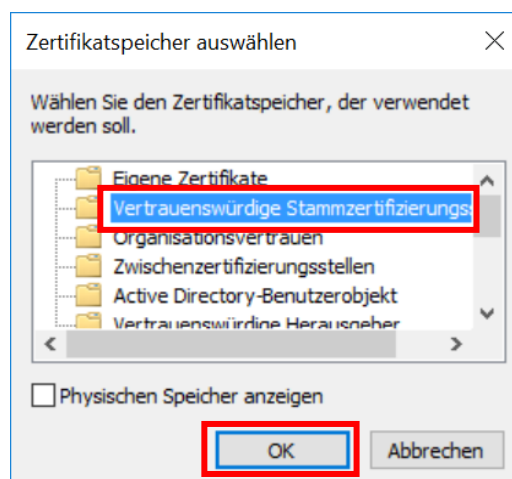 Zertifikatspeicher auswählen
Wählen Sie den Zertifikatspeicher, der verwendet
werden soll.
Eigene Zertifikate
Vertrauenswürdige Stammzertifizierungs
Organisationsvertrauen
Zwischenzertifizierungsstellen
Active Directory-Benutzerobjekt
Vertrauenswürdige Herausgeber
Physischen Speicher anzeigen
OK Abbrechen